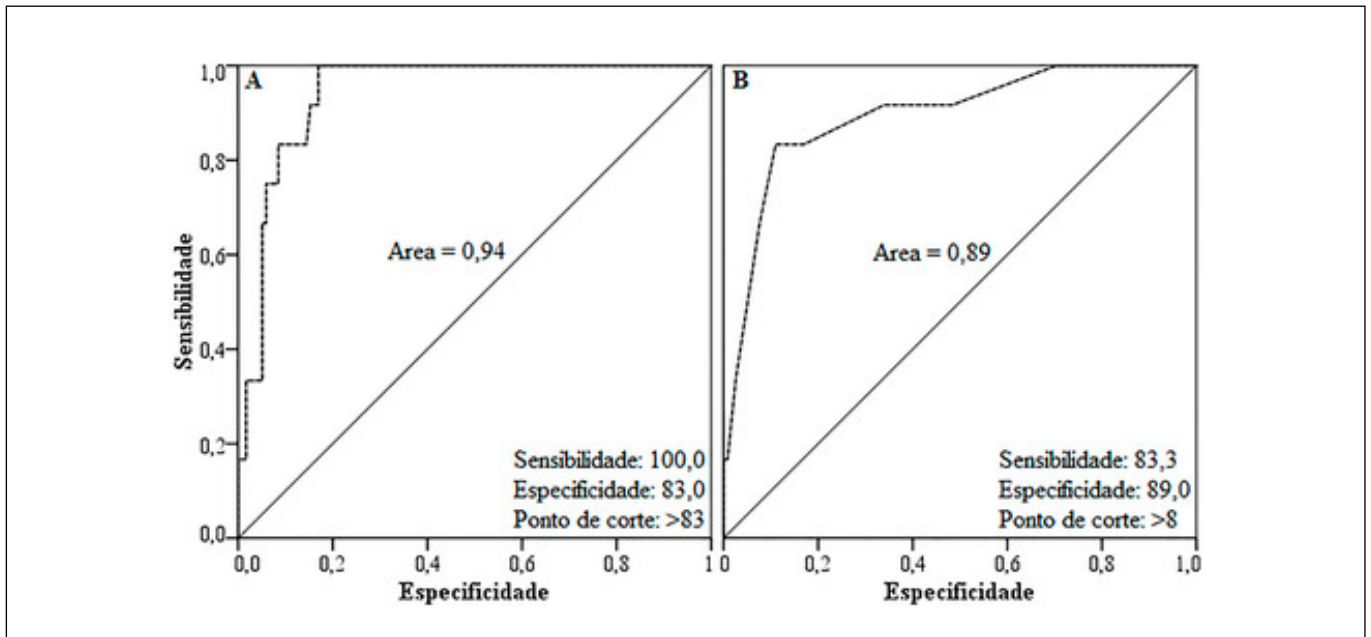 A
Sensibilidade
1,0
0,8
0,6
0,4
0,2
0,0
Area = 0,94
Sensibilidade: 100,0
Especificidade: 83,0
Ponto de corte: >83
0,0 0,2 0,4 0,6 0,8 1
Especificidade
B
Area = 0,89
Sensibilidade: 83,3
Especificidade: 89,0
Ponto de corte: >8
0 0,2 0,4 0,6 0,8 1,0
Especificidade